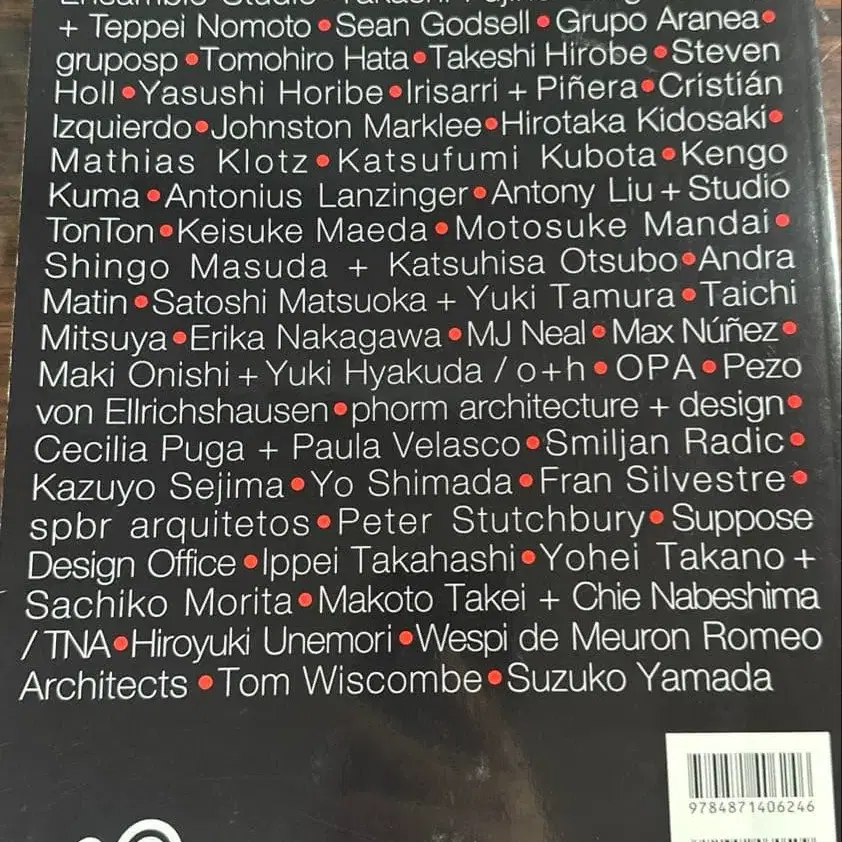 Ensamble Studio
+ Teppei Nomoto•Sean Godsell•Grupo Aranea•
gruposp•Tomohiro Hata•Takeshi Hirobe•Steven
Holl•Yasushi Horibe•Irisarri + Piñera•Cristián
Izquierdo•Johnston Marklee•Hirotaka Kidosaki•
Mathias Klotz•Katsufumi Kubota•Kengo
Kuma•Antonius Lanzinger•Antony Liu + Studio
TonTon•Keisuke Maeda•Motosuke Mandai•
Shingo Masuda + Katsuhisa Otsubo•Andra
Matin•Satoshi Matsuoka + Yuki Tamura•Taichi
Mitsuya•Erika Nakagawa•MJ Neal•Max Núñez•
Maki Onishi + Yuki Hyakuda / o+h•OPA•Pezo
von Ellrichshausen•phorm architecture + design•
Cecilia Puga + Paula Velasco•Smiljan Radic•
Kazuyo Sejima•Yo Shimada•Fran Silvestre•
spbr arquitetos•Peter Stutchbury•Suppose
Design Office•Ippei Takahashi•Yohei Takano +
Sachiko Morita•Makoto Takei + Chie Nabeshima
/ TNA•Hiroyuki Unemori•Wespi de Meuron Romeo
Architects•Tom Wiscombe•Suzuko Yamada
9784871406246